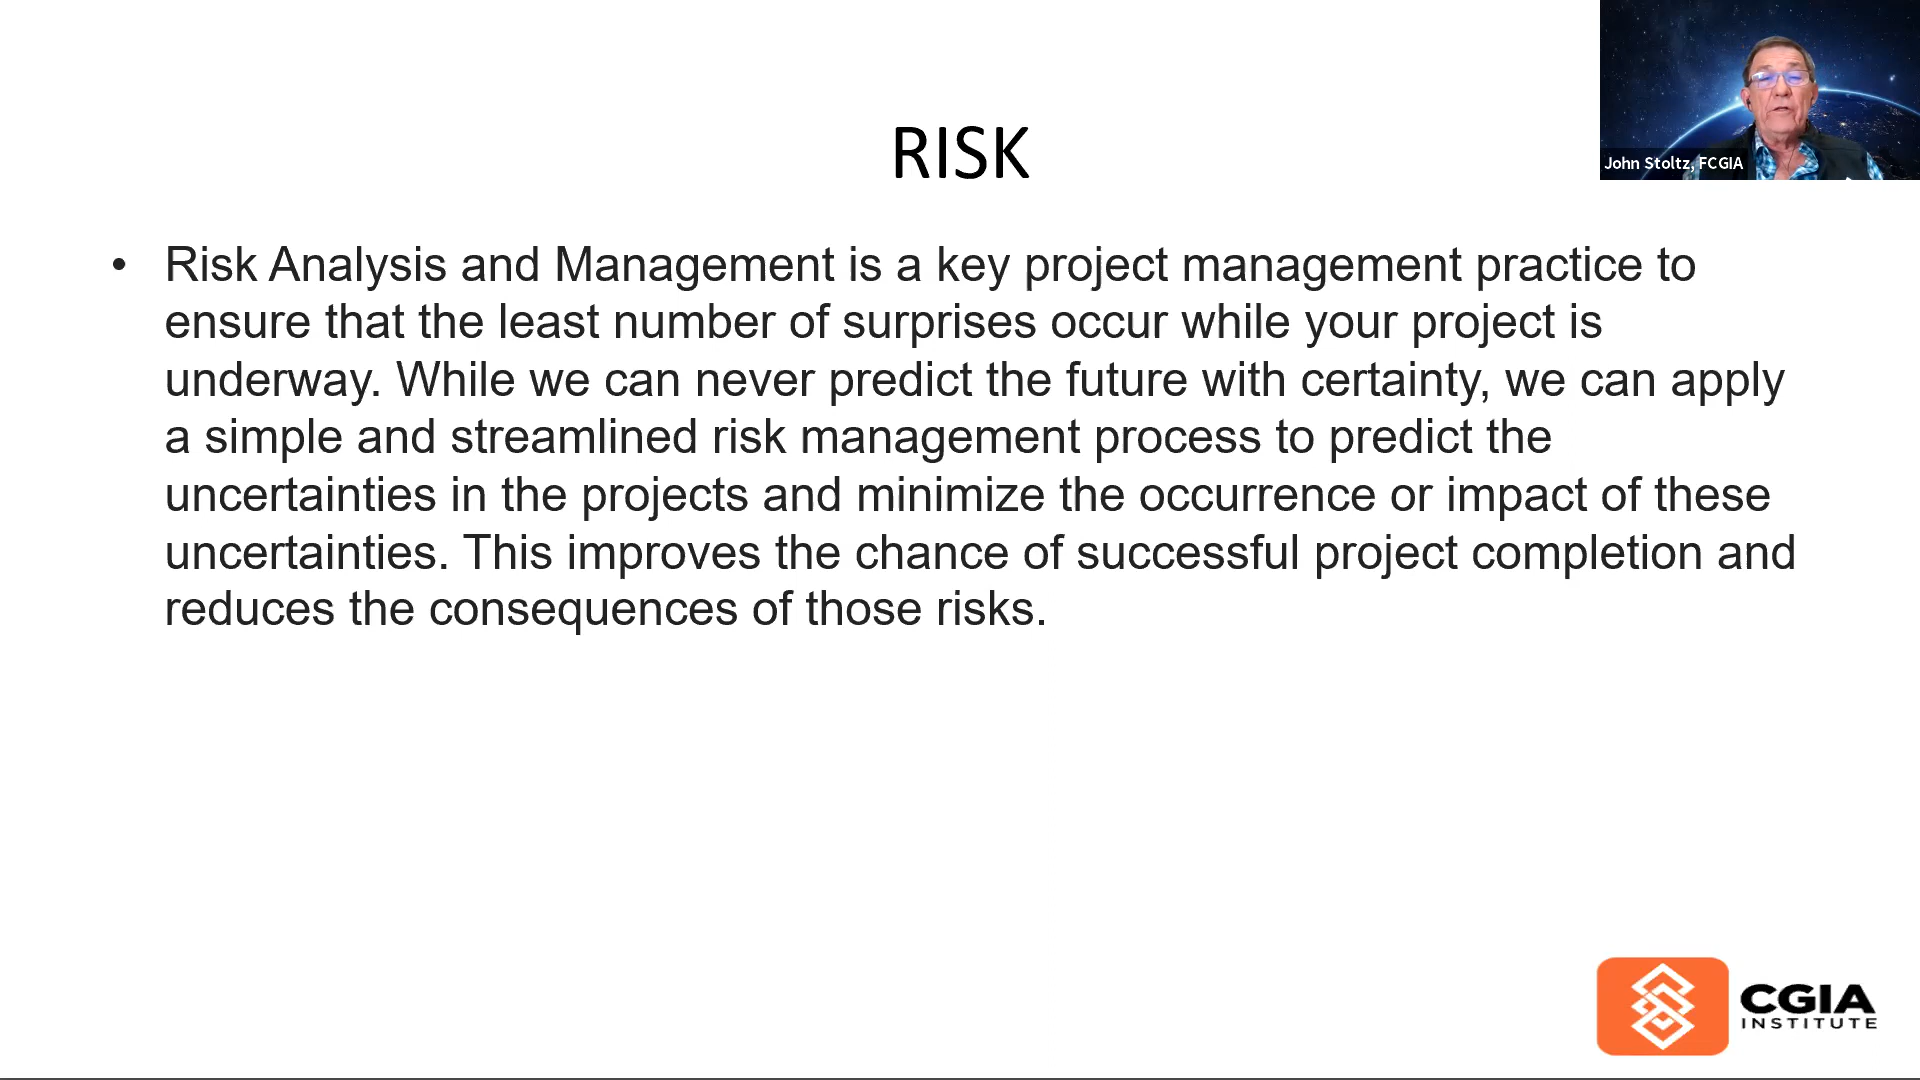 RISK
John Stoltz, FCGIA
• Risk Analysis and Management is a key project management practice to
ensure that the least number of surprises occur while your project is
underway. While we can never predict the future with certainty, we can apply
a simple and streamlined risk management process to predict the
uncertainties in the projects and minimize the occurrence or impact of these
uncertainties. This improves the chance of successful project completion and
reduces the consequences of those risks.
CGIA
INSTITUTE